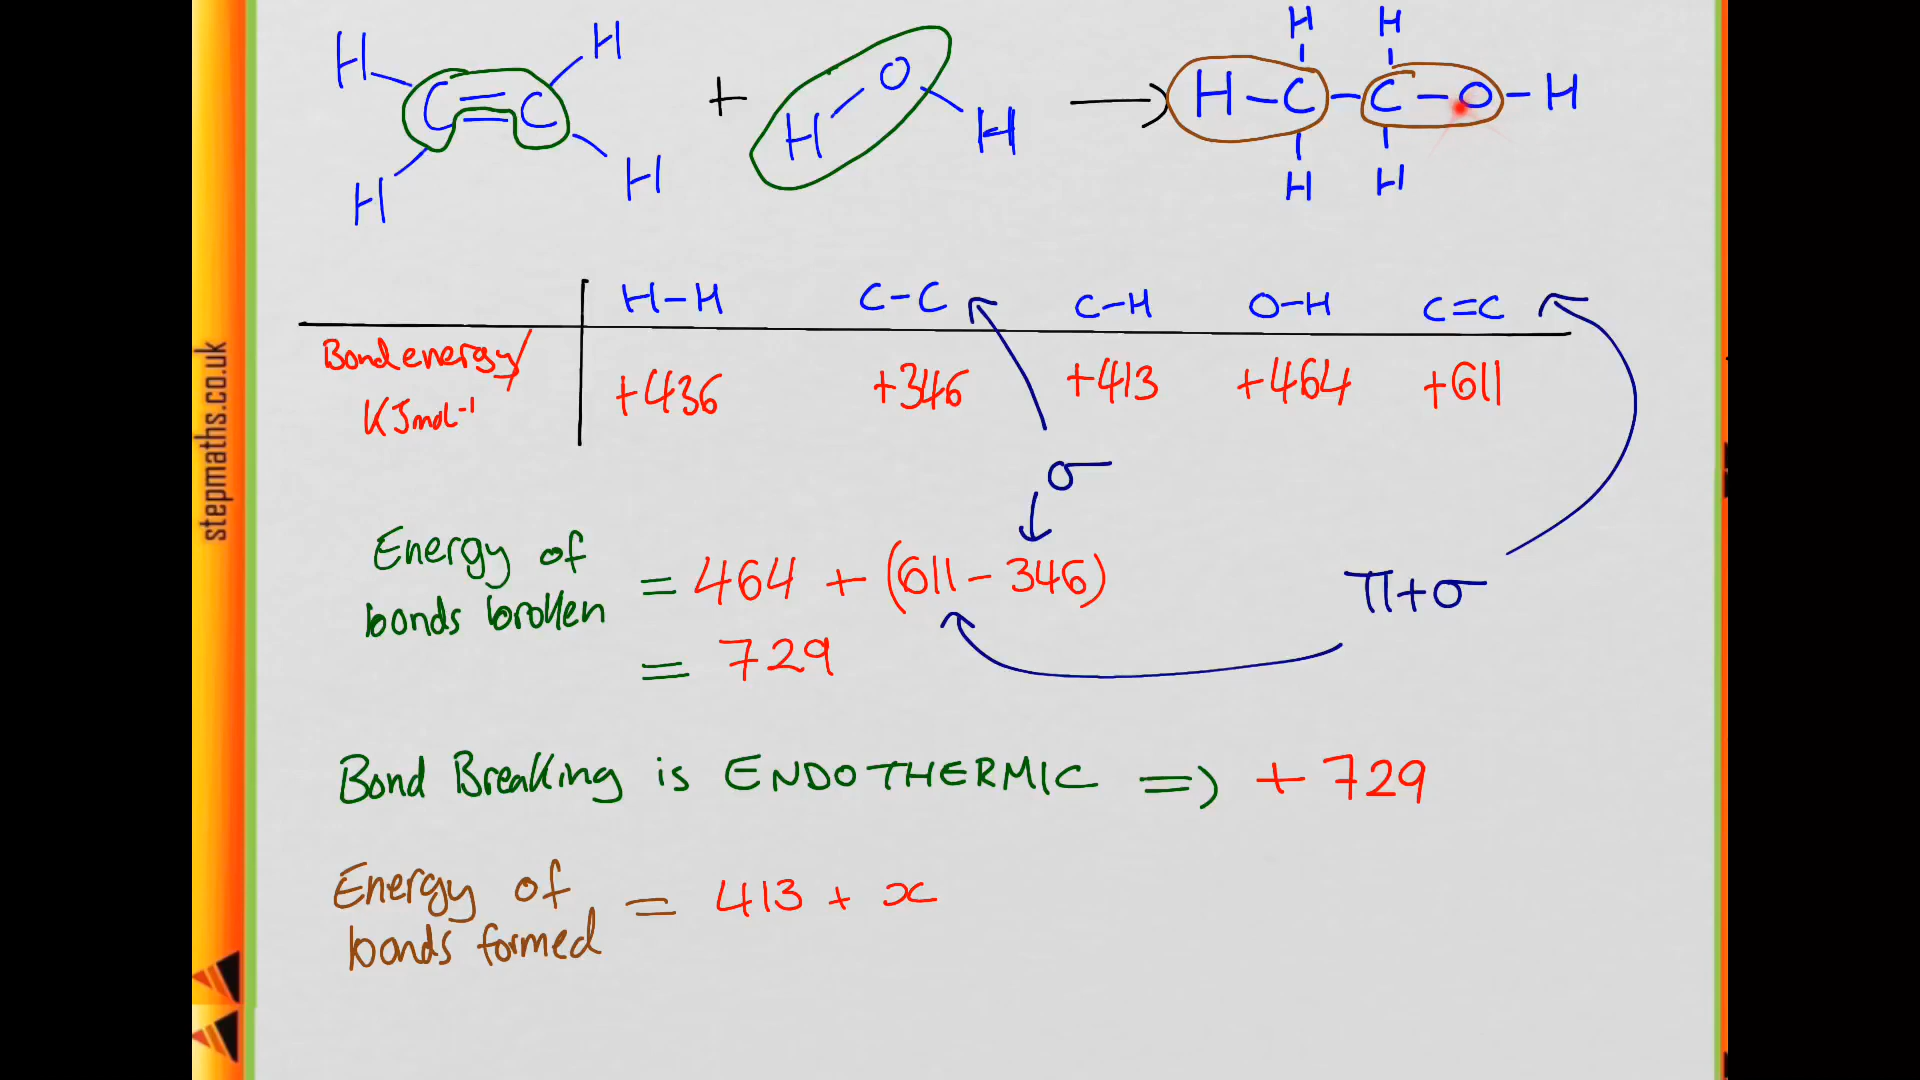 H H H H
C=C + H O H → H-C-C-O-H
H H H H
H-H C-C C-H O-H C=C
Bond energy/ +436 +346 +413 +464 +611
KJmol⁻¹
σ
Energy of
bonds broken = 464 + (611 - 346)
π+σ
= 729
Bond Breaking is ENDOTHERMIC => + 729
Energy of
bonds formed = 413 + x
stepmaths.co.uk